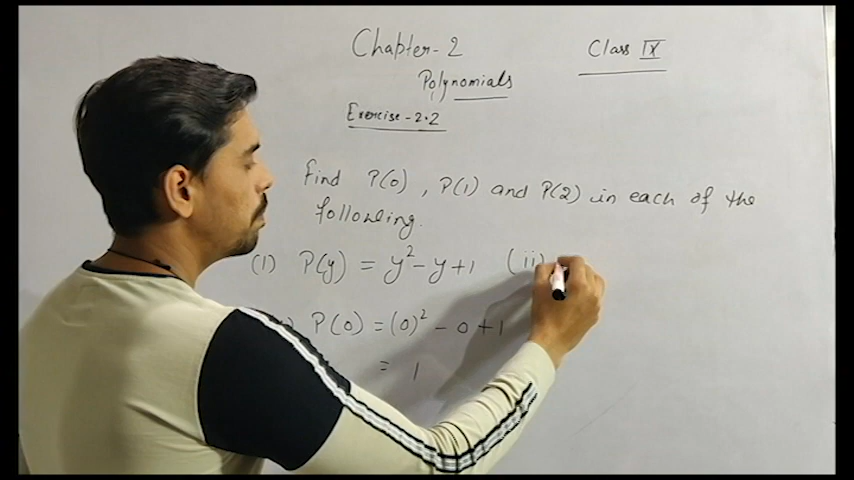 Chapter-2
Class IX
Polynomials
Exercise-2.2
Find P(0), P(1) and P(2) in each of the
following.
(1) P(y) = y² - y + 1 (ii)
) P(0) = (0)² - 0 + 1
= 1